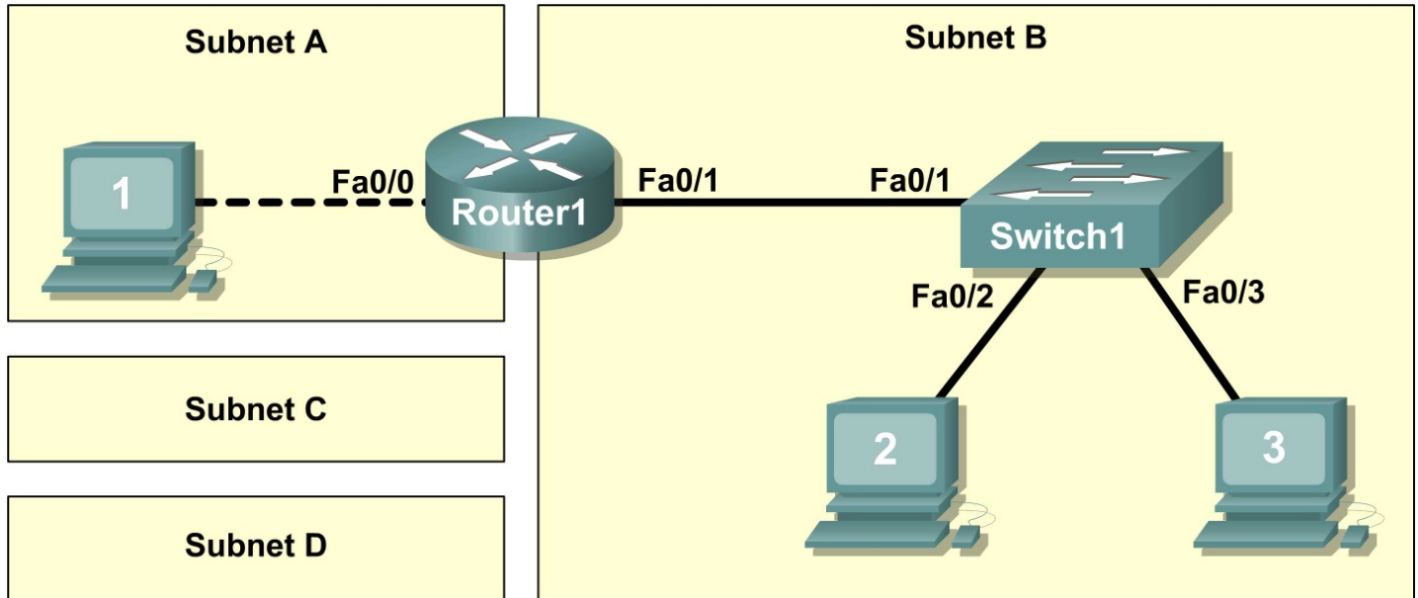 Subnet A
Subnet B
1
Fa0/0
Router1
Fa0/1
Fa0/1
Switch1
Fa0/2
Fa0/3
Subnet C
2
3
Subnet D